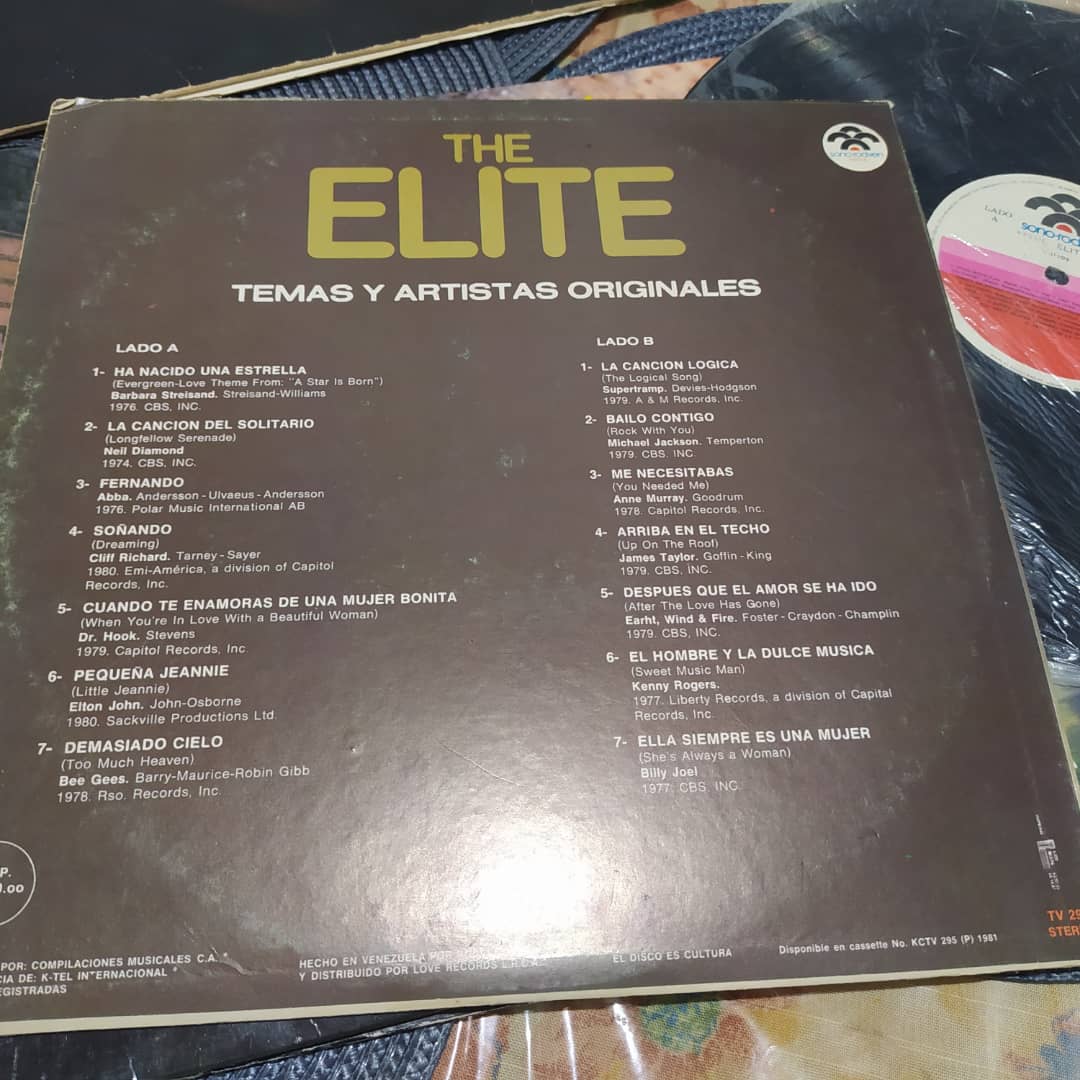 THE
ELITE
sono-rodven
TEMAS Y ARTISTAS ORIGINALES
LADO A
1- HA NACIDO UNA ESTRELLA
(Evergreen-Love Theme From: "A Star Is Born")
Barbara Streisand. Streisand-Williams
1976. CBS, INC.
2- LA CANCION DEL SOLITARIO
(Longfellow Serenade)
Neil Diamond
1974. CBS, INC.
3- FERNANDO
Abba. Andersson-Ulvaeus-Andersson
1976. Polar Music International AB
4- SOÑANDO
(Dreaming)
Cliff Richard. Tarney-Sayer
1980. Emi-América, a division of Capitol
Records, Inc.
5- CUANDO TE ENAMORAS DE UNA MUJER BONITA
(When You're In Love With a Beautiful Woman)
Dr. Hook. Stevens
1979. Capitol Records, Inc.
6- PEQUEÑA JEANNIE
(Little Jeannie)
Elton John. John-Osborne
1980. Sackville Productions Ltd.
7- DEMASIADO CIELO
(Too Much Heaven)
Bee Gees. Barry-Maurice-Robin Gibb
1978. Rso. Records, Inc.
LADO B
1- LA CANCION LOGICA
(The Logical Song)
Supertramp. Devies-Hodgson
1979. A & M Records, Inc.
2- BAILO CONTIGO
(Rock With You)
Michael Jackson. Temperton
1979. CBS. INC.
3- ME NECESITABAS
(You Needed Me)
Anne Murray. Goodrum
1978. Capitol Records, Inc.
4- ARRIBA EN EL TECHO
(Up On The Roof)
James Taylor. Goffin-King
1979. CBS, INC.
5- DESPUES QUE EL AMOR SE HA IDO
(After The Love Has Gone)
Earht, Wind & Fire. Foster-Craydon-Champlin
1979. CBS, INC.
6- EL HOMBRE Y LA DULCE MUSICA
(Sweet Music Man)
Kenny Rogers.
1977. Liberty Records, a division of Capital
Records, Inc.
7- ELLA SIEMPRE ES UNA MUJER
(She's Always a Woman)
Billy Joel
1977. CBS, INC.
P.
.00
POR: COMPILACIONES MUSICALES C.A.
CIA DE: K-TEL INTERNACIONAL
EGISTRADAS
HECHO EN VENEZUELA POR
Y DISTRIBUIDO POR LOVE RECORDS
EL DISCO ES CULTURA
Disponible en cassette No. KCTV 295 (P) 1981
TV 29
STER
LADO
A
sono-rodven
ELIT